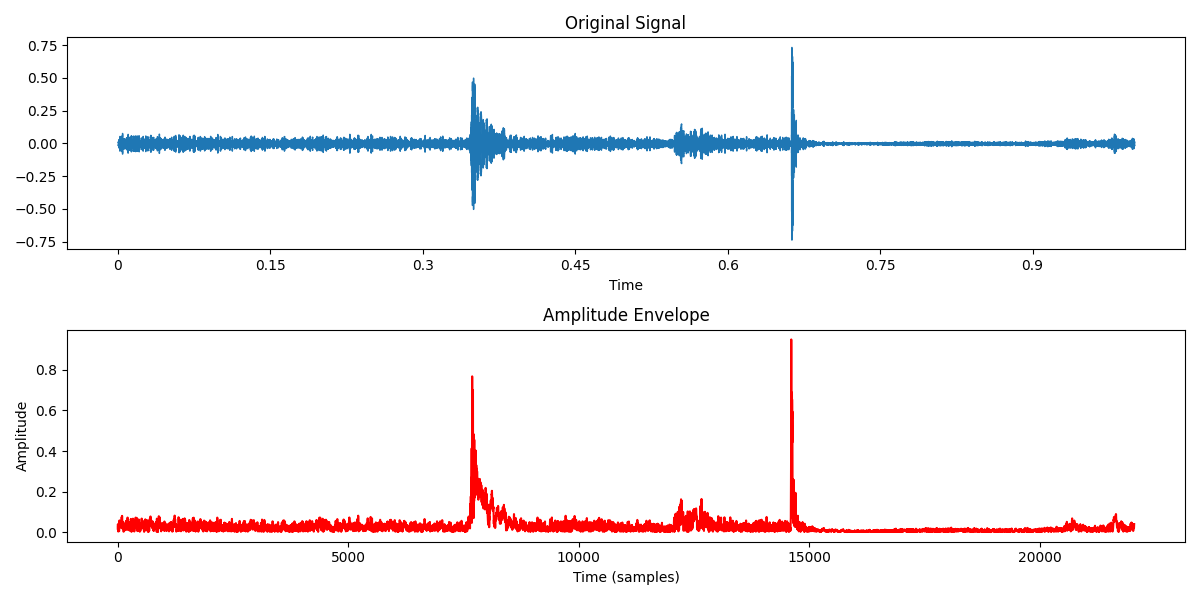 Original Signal
0.75
0.50
0.25
0.00
−0.25
−0.50
−0.75
0 0.15 0.3 0.45 0.6 0.75 0.9
Time
Amplitude Envelope
Amplitude
0.8
0.6
0.4
0.2
0.0
0 5000 10000 15000 20000
Time (samples)